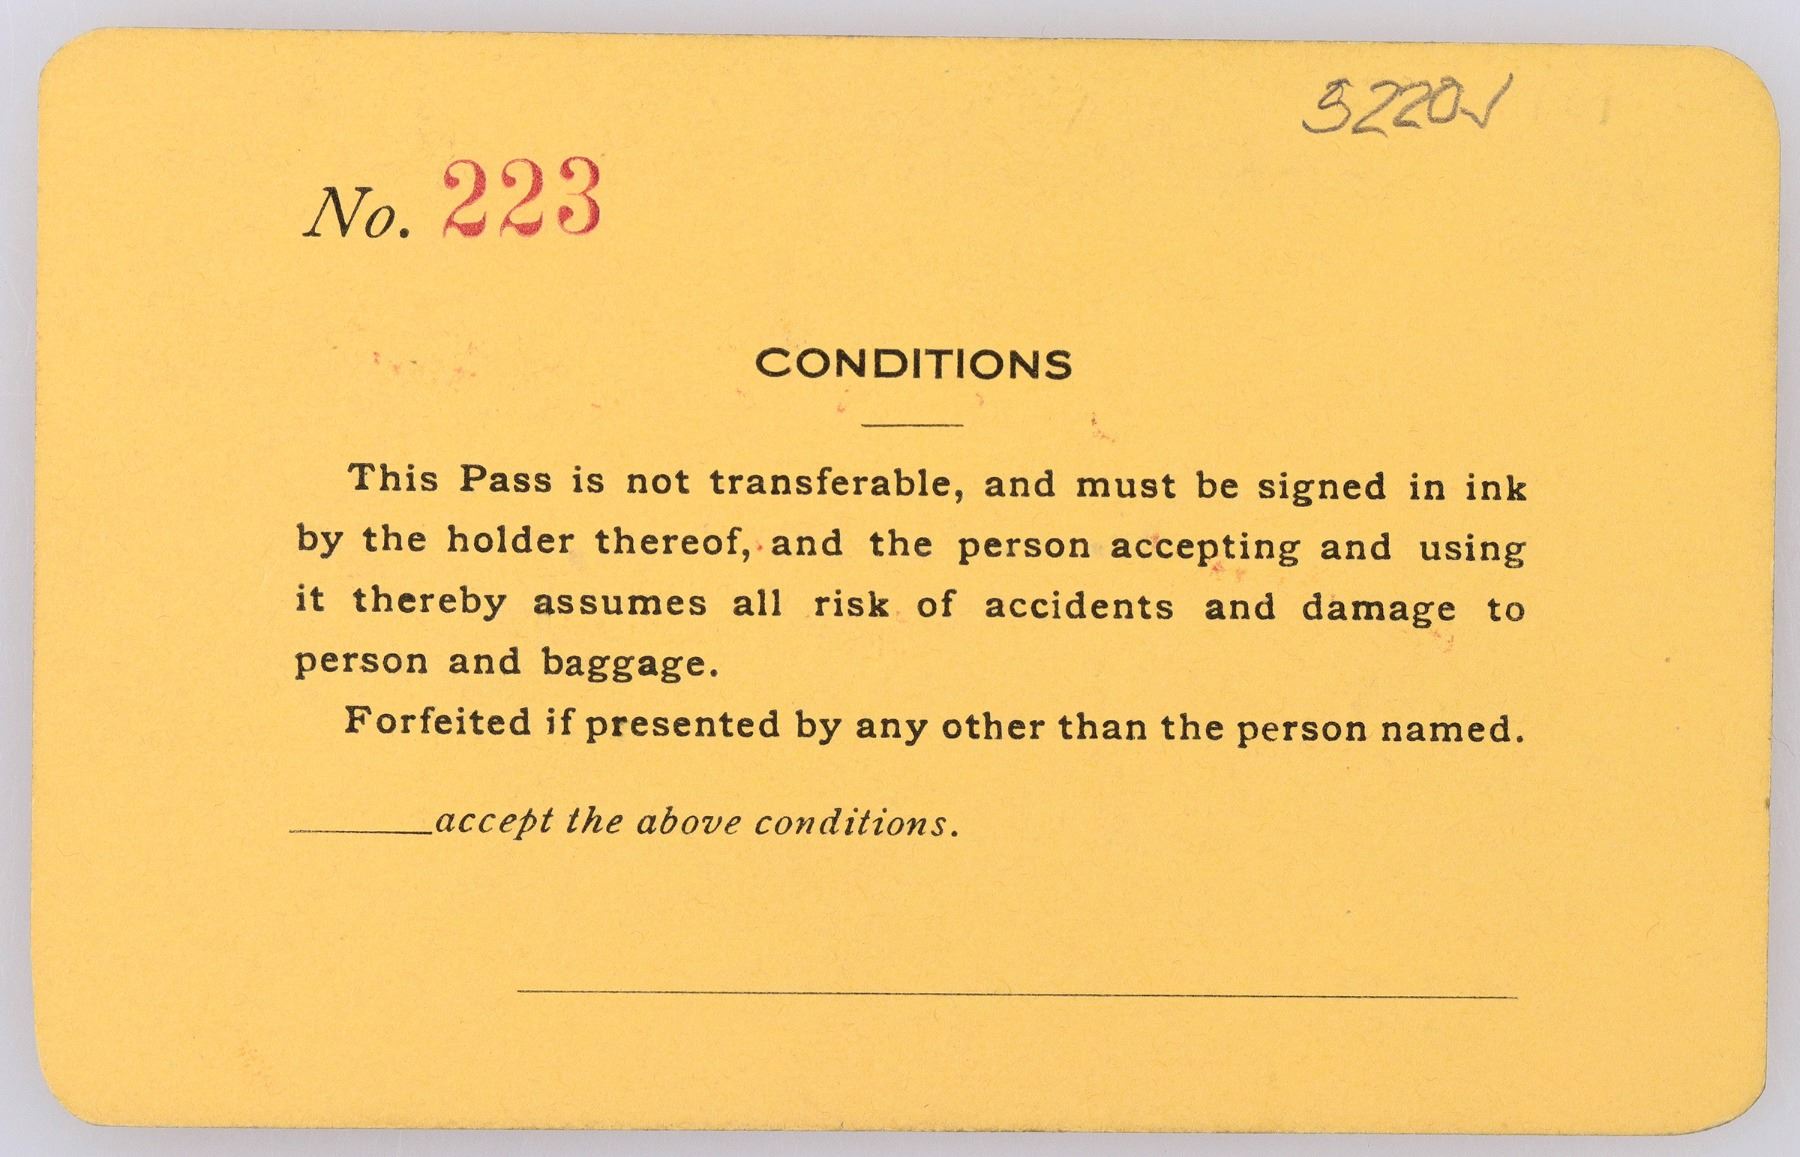 3220✓
No. 223
CONDITIONS
This Pass is not transferable, and must be signed in ink
by the holder thereof, and the person accepting and using
it thereby assumes all risk of accidents and damage to
person and baggage.
Forfeited if presented by any other than the person named.
______accept the above conditions.